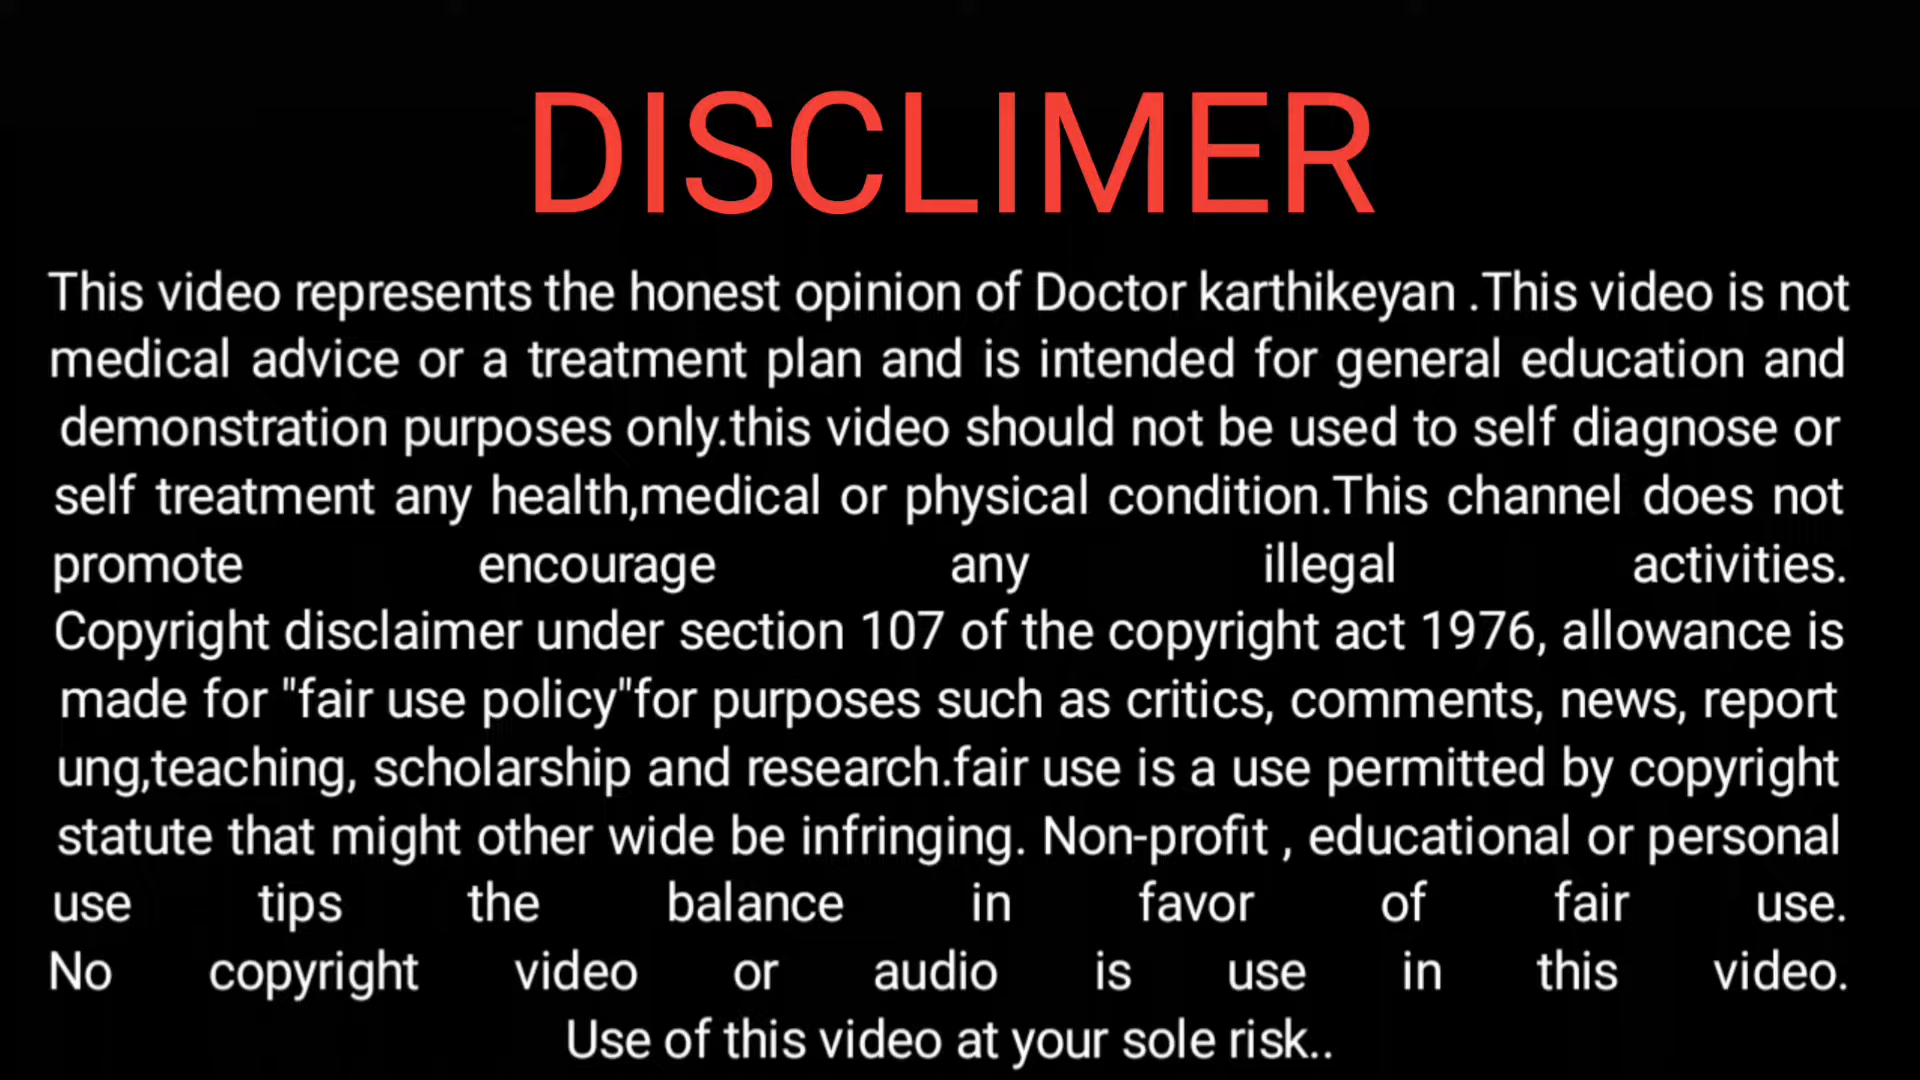 DISCLIMER
This video represents the honest opinion of Doctor karthikeyan .This video is not
medical advice or a treatment plan and is intended for general education and
demonstration purposes only.this video should not be used to self diagnose or
self treatment any health,medical or physical condition.This channel does not
promote encourage any illegal activities.
Copyright disclaimer under section 107 of the copyright act 1976, allowance is
made for "fair use policy"for purposes such as critics, comments, news, report
ung,teaching, scholarship and research.fair use is a use permitted by copyright
statute that might other wide be infringing. Non-profit , educational or personal
use tips the balance in favor of fair use.
No copyright video or audio is use in this video.
Use of this video at your sole risk..